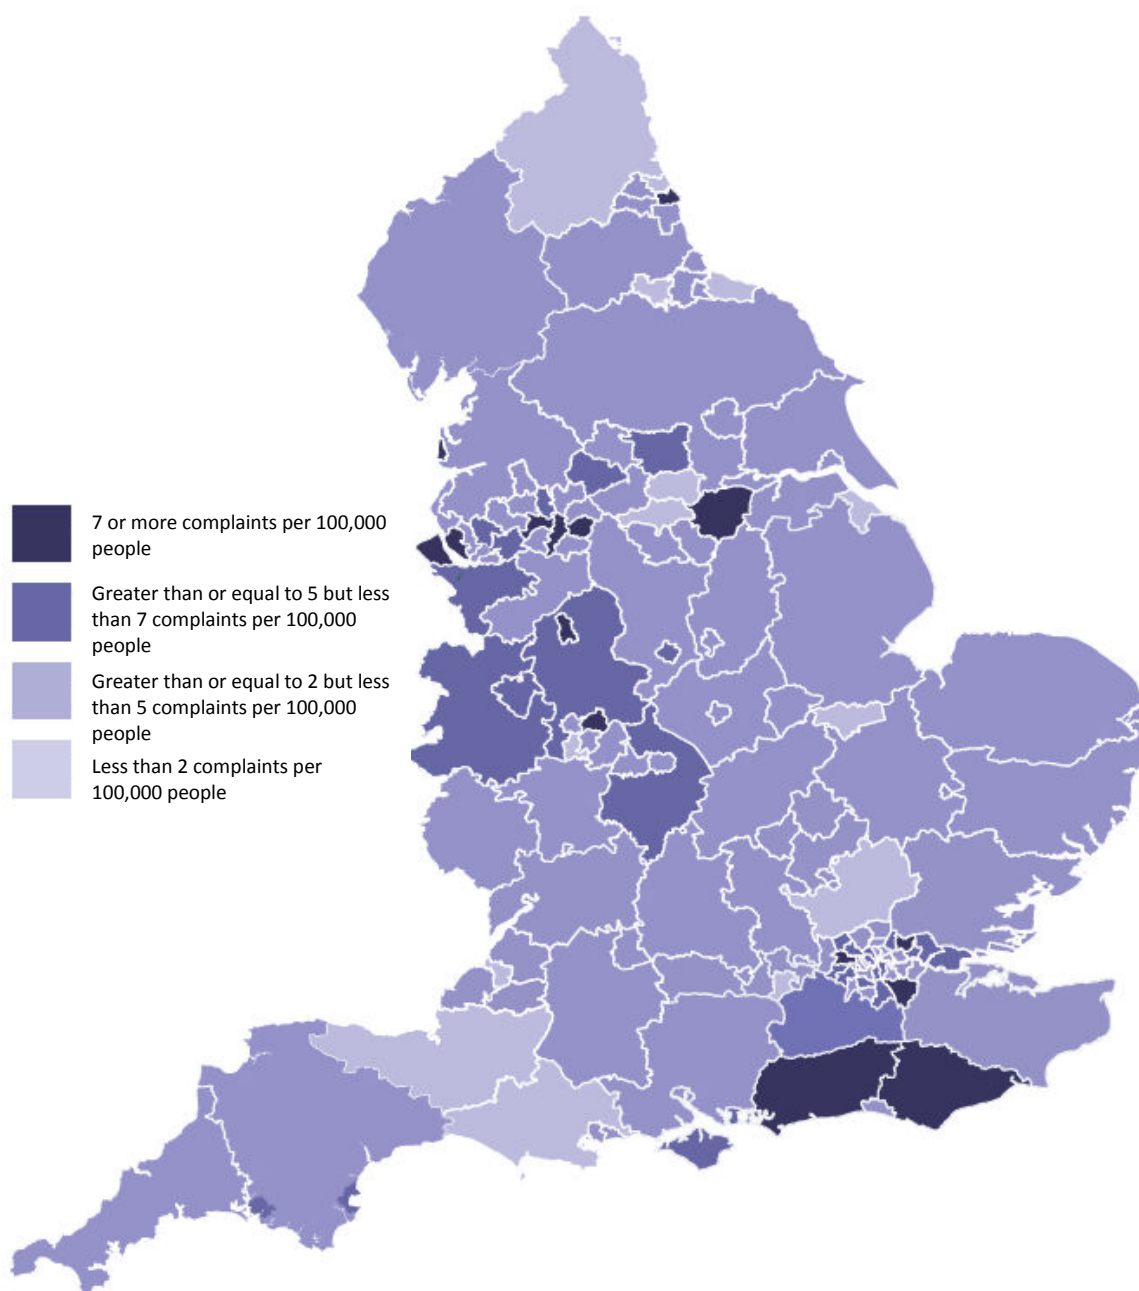 7 or more complaints per 100,000
people
Greater than or equal to 5 but less
than 7 complaints per 100,000
people
Greater than or equal to 2 but less
than 5 complaints per 100,000
people
Less than 2 complaints per
100,000 people